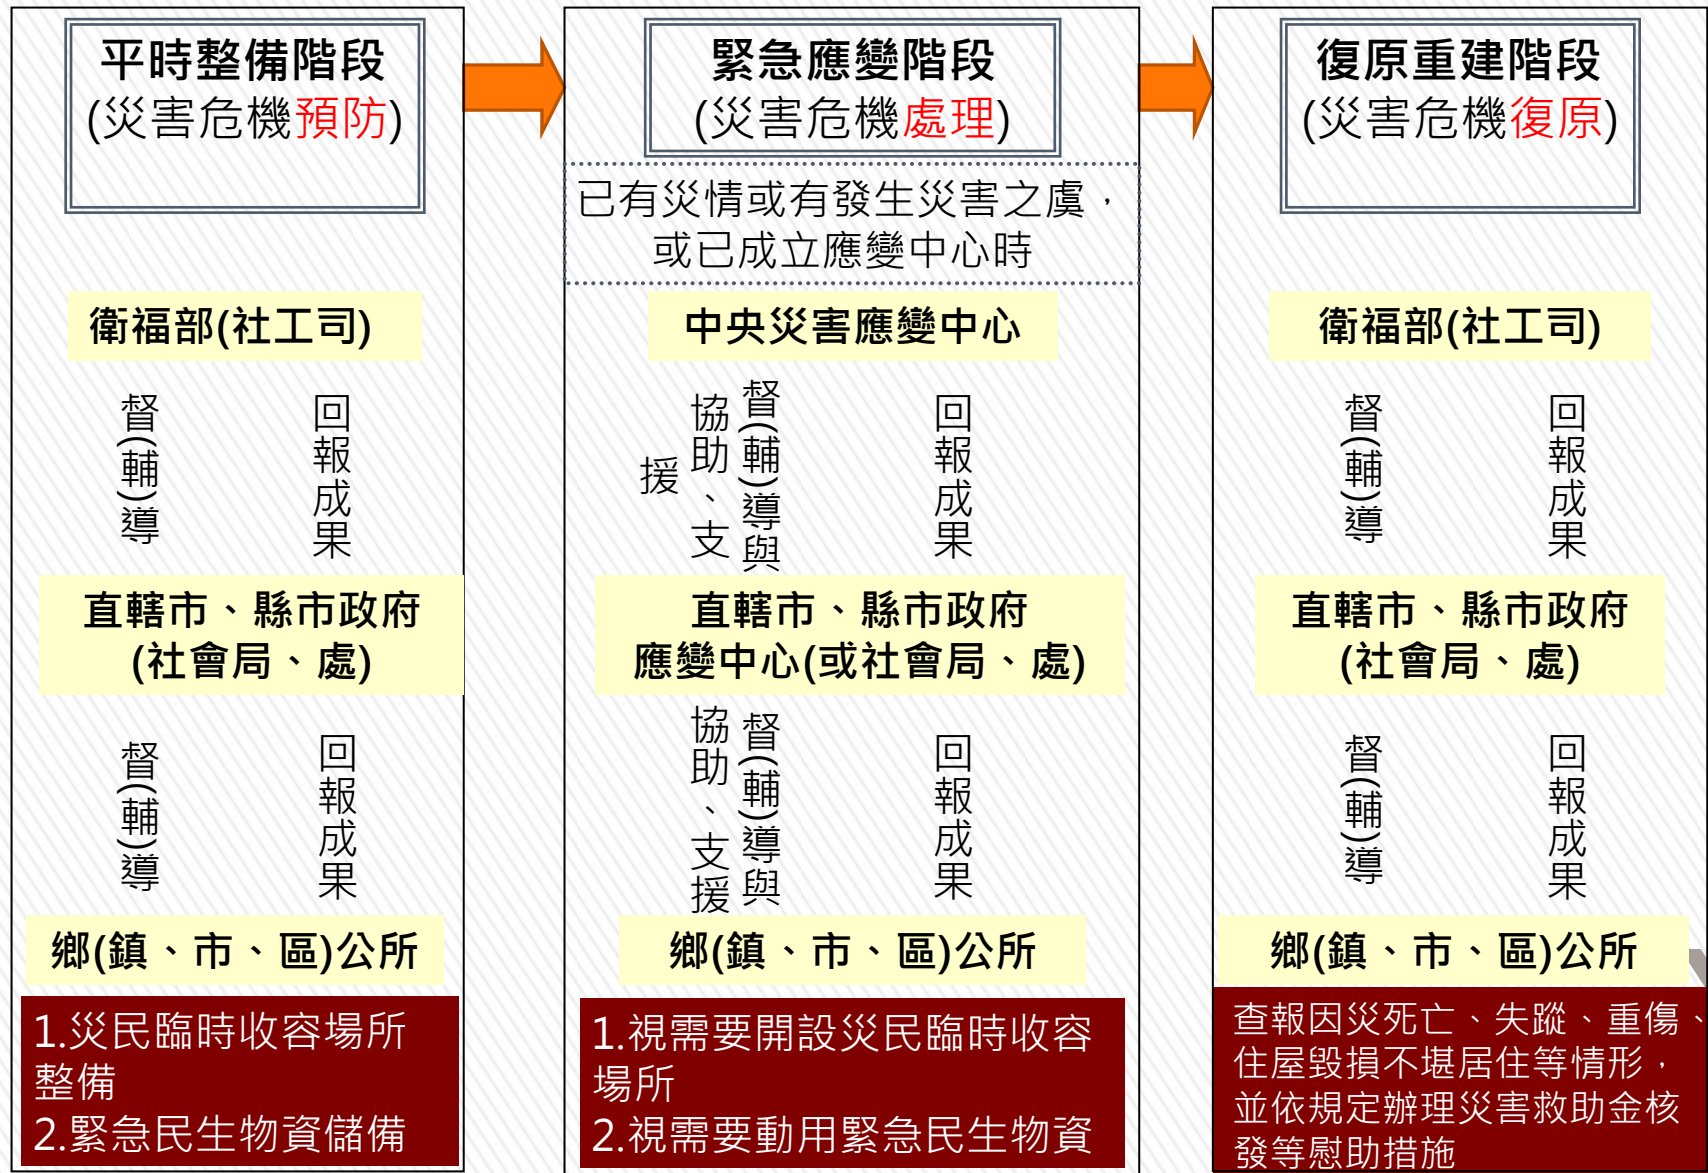 平時整備階段
(災害危機預防)
衛福部(社工司)
督(輔)導
回報成果
直轄市、縣市政府
(社會局、處)
督(輔)導
回報成果
鄉(鎮、市、區)公所
1.災民臨時收容場所
整備
2.緊急民生物資儲備
緊急應變階段
(災害危機處理)
已有災情或有發生災害之虞，
或已成立應變中心時
中央災害應變中心
督(輔)導與
協助、支
援
回報成果
直轄市、縣市政府
應變中心(或社會局、處)
督(輔)導與
協助、支援
回報成果
鄉(鎮、市、區)公所
1.視需要開設災民臨時收容
場所
2.視需要動用緊急民生物資
復原重建階段
(災害危機復原)
衛福部(社工司)
督(輔)導
回報成果
直轄市、縣市政府
(社會局、處)
督(輔)導
回報成果
鄉(鎮、市、區)公所
查報因災死亡、失蹤、重傷、
住屋毀損不堪居住等情形，
並依規定辦理災害救助金核
發等慰助措施